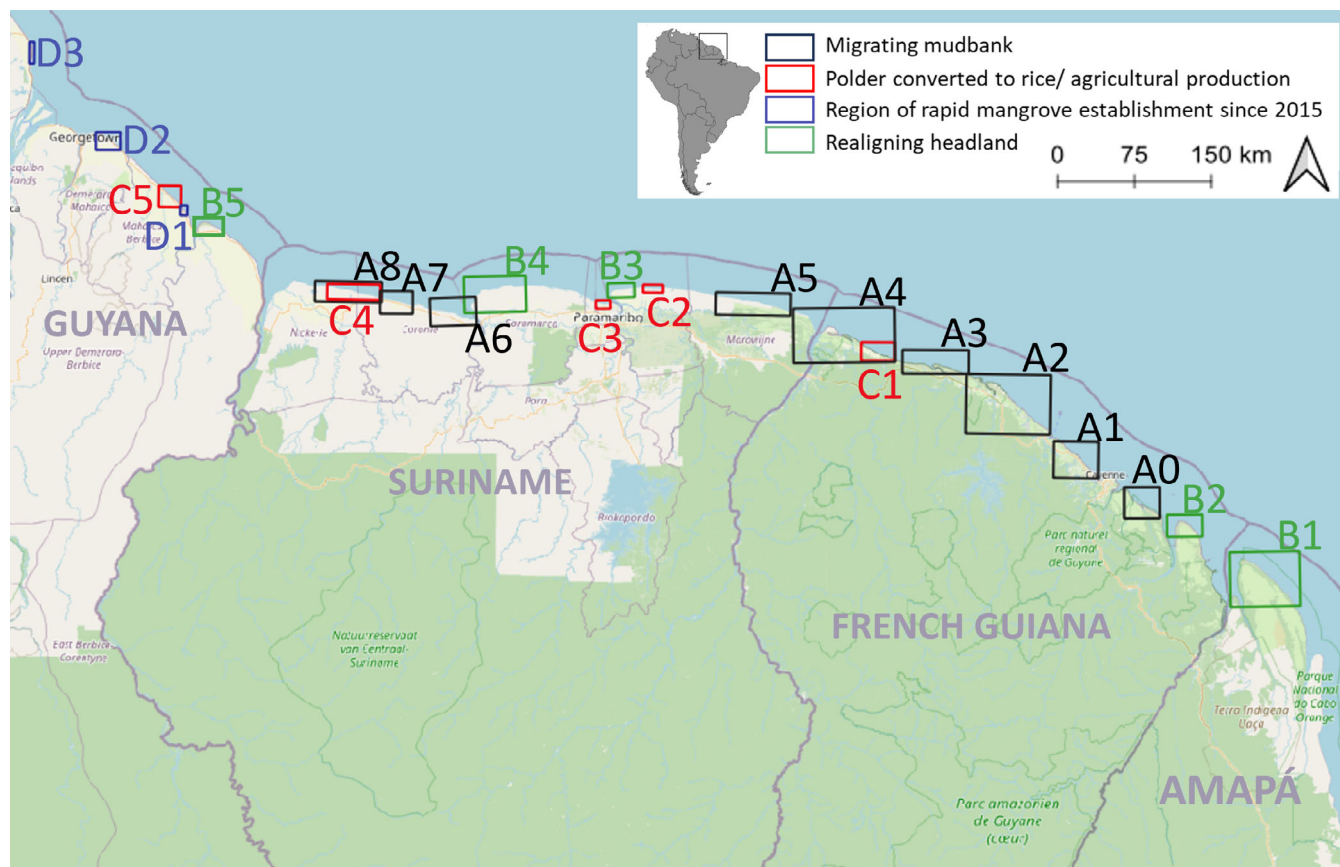 Migrating mudbank
Polder converted to rice/ agricultural production
Region of rapid mangrove establishment since 2015
Realigning headland
0 75 150 km
D3
Georgetown
D2
C5
D1
B5
GUYANA
Linden
Upper Demerara-
Berbice
East Berbice-
Corentyne
A8
A7
B4
B3
A5
A4
C4
A6
C3
C2
C1
A3
A2
A1
A0
B2
B1
Nickerie
Coronie
Saramacca
Paramaribo
Marowijne
Para
SURINAME
Brokopondo
Natuurreservaat
van Centraal-
Suriname
Cayenne
Parc naturel
régional
de Guyane
FRENCH GUIANA
Parc amazonien
de Guyane
(cœur)
Parque
Nacional
do Cabo
Orange
Terra Indígena
Uaçá
AMAPÁ